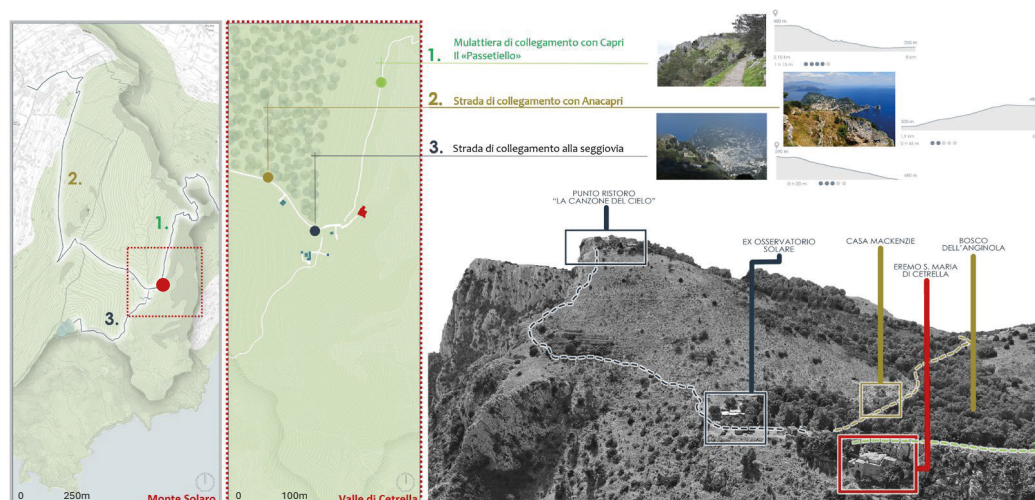 2.
1.
3.
0 250m
Monte Solaro
0 100m
Valle di Cetrella
1. Mulattiera di collegamento con Capri
Il «Passetiello»
2. Strada di collegamento con Anacapri
3. Strada di collegamento alla seggiovia
PUNTO RISTORO
"LA CANZONE DEL CIELO"
EX OSSERVATORIO
SOLARE
CASA MACKENZIE
BOSCO
DELL'ANGINOLA
EREMO S. MARIA
DI CETRELLA